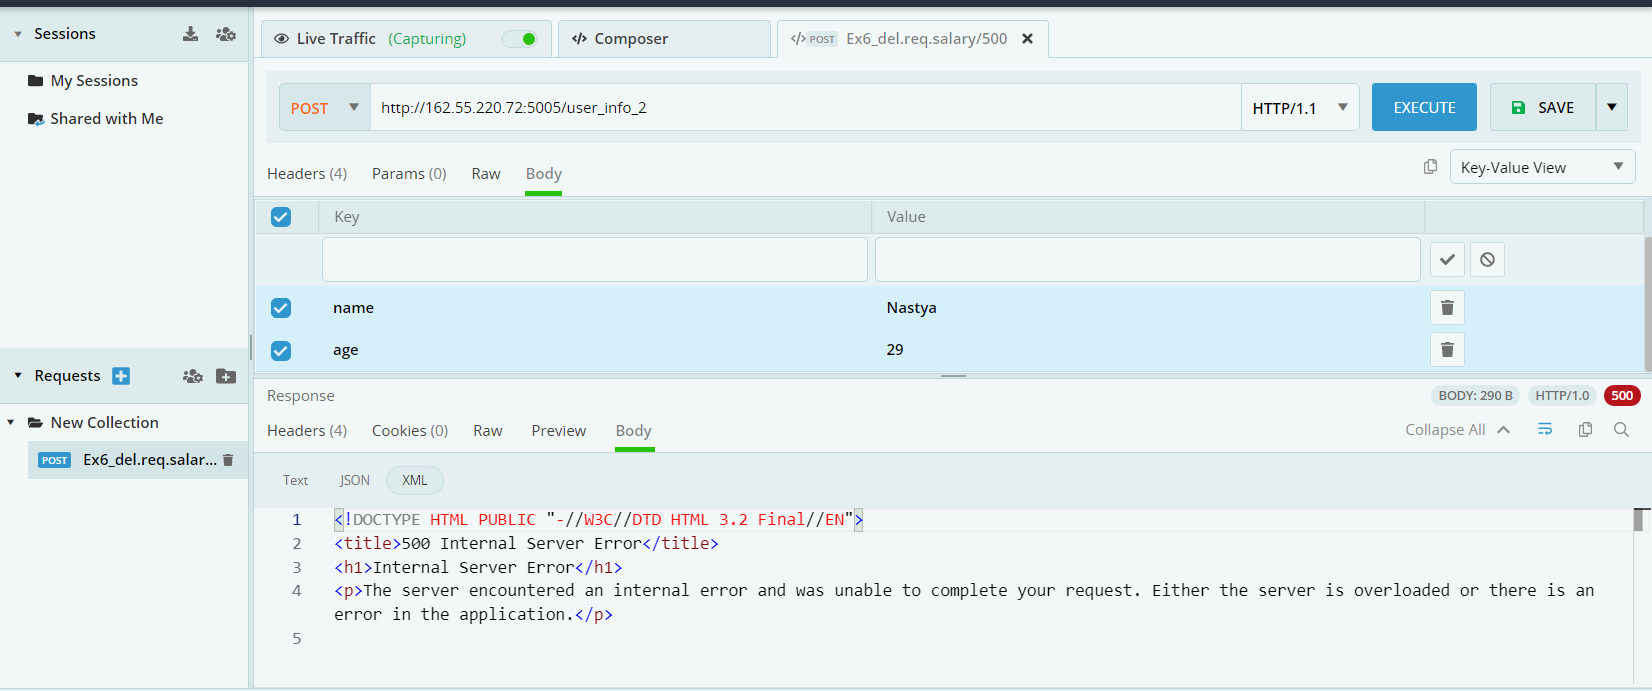 Sessions
My Sessions
Shared with Me
Requests
New Collection
POST Ex6_del.req.salar...
Live Traffic (Capturing)
Composer
POST Ex6_del.req.salary/500
POST http://162.55.220.72:5005/user_info_2 HTTP/1.1 EXECUTE SAVE
Headers (4) Params (0) Raw Body Key-Value View
Key Value
name Nastya
age 29
Response BODY: 290 B HTTP/1.0 500
Headers (4) Cookies (0) Raw Preview Body Collapse All
Text JSON XML
1 <!DOCTYPE HTML PUBLIC "-//W3C//DTD HTML 3.2 Final//EN">
2 <title>500 Internal Server Error</title>
3 <h1>Internal Server Error</h1>
4 <p>The server encountered an internal error and was unable to complete your request. Either the server is overloaded or there is an
error in the application.</p>
5